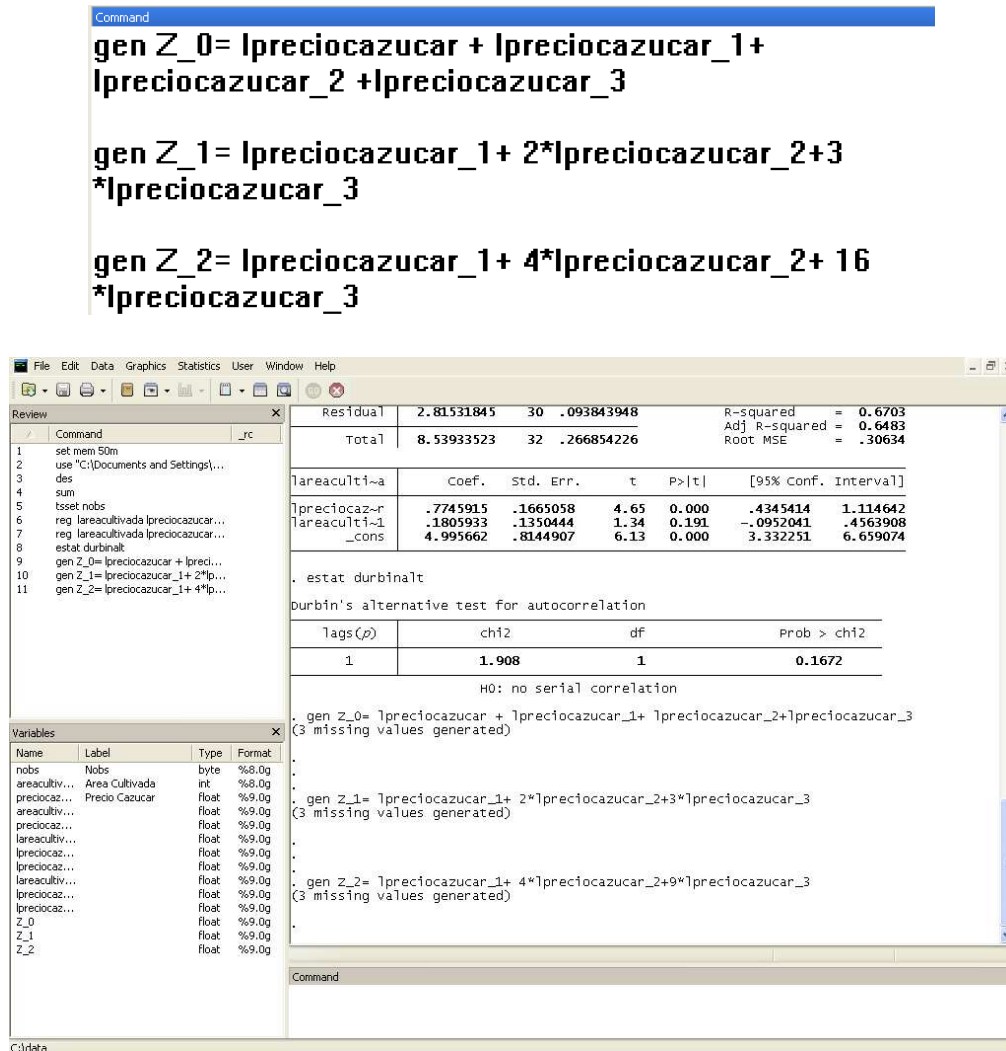 Command
gen Z_0= lpreciocazucar + lpreciocazucar_1+
lpreciocazucar_2 +lpreciocazucar_3
gen Z_1= lpreciocazucar_1+ 2*lpreciocazucar_2+3
*lpreciocazucar_3
gen Z_2= lpreciocazucar_1+ 4*lpreciocazucar_2+ 16
*lpreciocazucar_3
File Edit Data Graphics Statistics User Window Help
Review
Command _rc
1 set mem 50m
2 use "C:\Documents and Settings\...
3 des
4 sum
5 tsset nobs
6 reg lareacultivada lpreciocazucar...
7 reg lareacultivada lpreciocazucar...
8 estat durbinalt
9 gen Z_0= lpreciocazucar + lpreci...
10 gen Z_1= lpreciocazucar_1+ 2*lp...
11 gen Z_2= lpreciocazucar_1+ 4*lp...
Variables
Name Label Type Format
nobs Nobs byte %8.0g
areacultiv... Area Cultivada int %8.0g
preciocaz... Precio Cazucar float %9.0g
areacultiv... float %9.0g
preciocaz... float %9.0g
lareacultiv... float %9.0g
lpreciocaz... float %9.0g
lpreciocaz... float %9.0g
lareacultiv... float %9.0g
lpreciocaz... float %9.0g
lpreciocaz... float %9.0g
Z_0 float %9.0g
Z_1 float %9.0g
Z_2 float %9.0g
Residual 2.81531845 30 .093843948 R-squared = 0.6703
Adj R-squared = 0.6483
Total 8.53933523 32 .266854226 Root MSE = .30634
lareaculti~a Coef. Std. Err. t P>|t| [95% Conf. Interval]
lpreciocaz~r .7745915 .1665058 4.65 0.000 .4345414 1.114642
lareaculti~1 .1805933 .1350444 1.34 0.191 -.0952041 .4563908
_cons 4.995662 .8144907 6.13 0.000 3.332251 6.659074
. estat durbinalt
Durbin's alternative test for autocorrelation
lags(p) chi2 df Prob > chi2
1 1.908 1 0.1672
H0: no serial correlation
. gen Z_0= lpreciocazucar + lpreciocazucar_1+ lpreciocazucar_2+lpreciocazucar_3
(3 missing values generated)
.
.
. gen Z_1= lpreciocazucar_1+ 2*lpreciocazucar_2+3*lpreciocazucar_3
(3 missing values generated)
.
.
. gen Z_2= lpreciocazucar_1+ 4*lpreciocazucar_2+9*lpreciocazucar_3
(3 missing values generated)
.
Command
C:\data